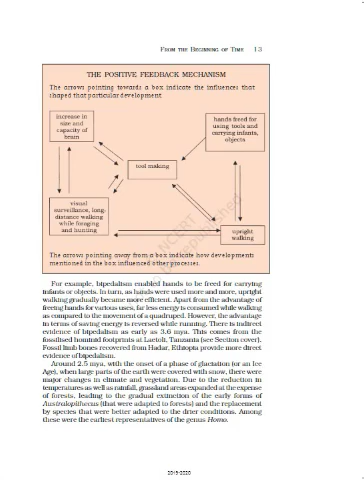 FROM THE BEGINNING OF TIME 13
THE POSITIVE FEEDBACK MECHANISM
The arrows pointing towards a box indicate the influences that
shaped that particular development.
increase in
size and
capacity of
brain
hands freed for
using tools and
carrying infants,
objects
tool making
visual
surveillance, long-
distance walking
while foraging
and hunting
upright
walking
The arrows pointing away from a box indicate how developments
mentioned in the box influenced other processes.
For example, bipedalism enabled hands to be freed for carrying
infants or objects. In turn, as hands were used more and more, upright
walking gradually became more efficient. Apart from the advantage of
freeing hands for various uses, far less energy is consumed while walking
as compared to the movement of a quadruped. However, the advantage
in terms of saving energy is reversed while running. There is indirect
evidence of bipedalism as early as 3.6 mya. This comes from the
fossilised hominid footprints at Laetoli, Tanzania (see Section cover).
Fossil limb bones recovered from Hadar, Ethiopia provide more direct
evidence of bipedalism.
Around 2.5 mya, with the onset of a phase of glaciation (or an Ice
Age), when large parts of the earth were covered with snow, there were
major changes in climate and vegetation. Due to the reduction in
temperatures as well as rainfall, grassland areas expanded at the expense
of forests, leading to the gradual extinction of the early forms of
Australopithecus (that were adapted to forests) and the replacement
by species that were better adapted to the drier conditions. Among
these were the earliest representatives of the genus Homo.
2019-2020